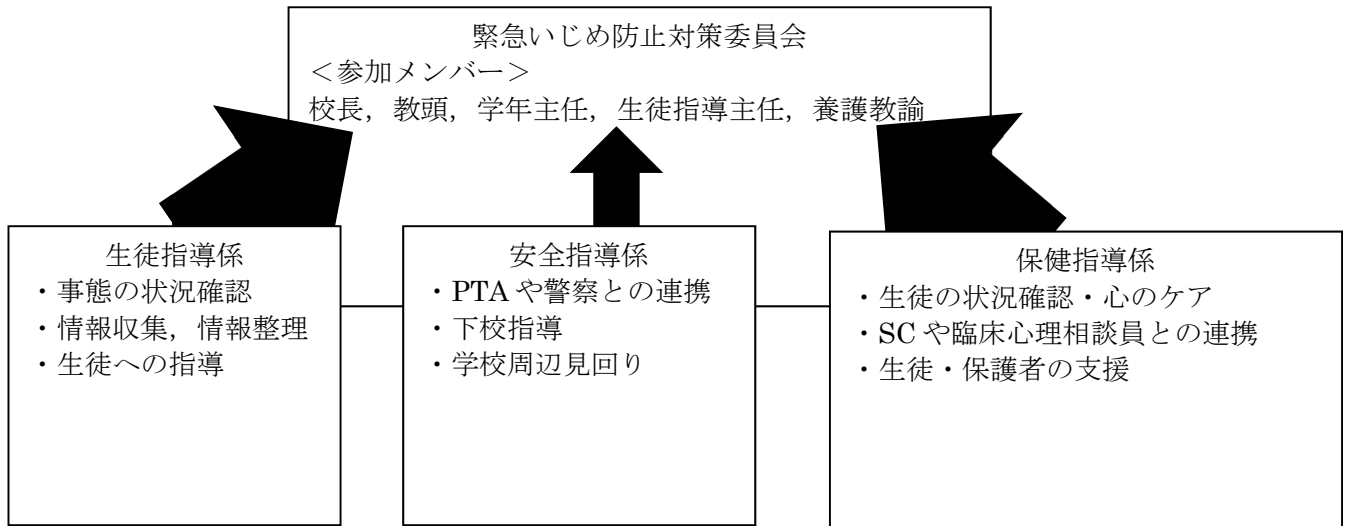 緊急いじめ防止対策委員会
＜参加メンバー＞
校長，教頭，学年主任，生徒指導主任，養護教諭
生徒指導係
・事態の状況確認
・情報収集，情報整理
・生徒への指導
安全指導係
・PTA や警察との連携
・下校指導
・学校周辺見回り
保健指導係
・生徒の状況確認・心のケア
・SC や臨床心理相談員との連携
・生徒・保護者の支援